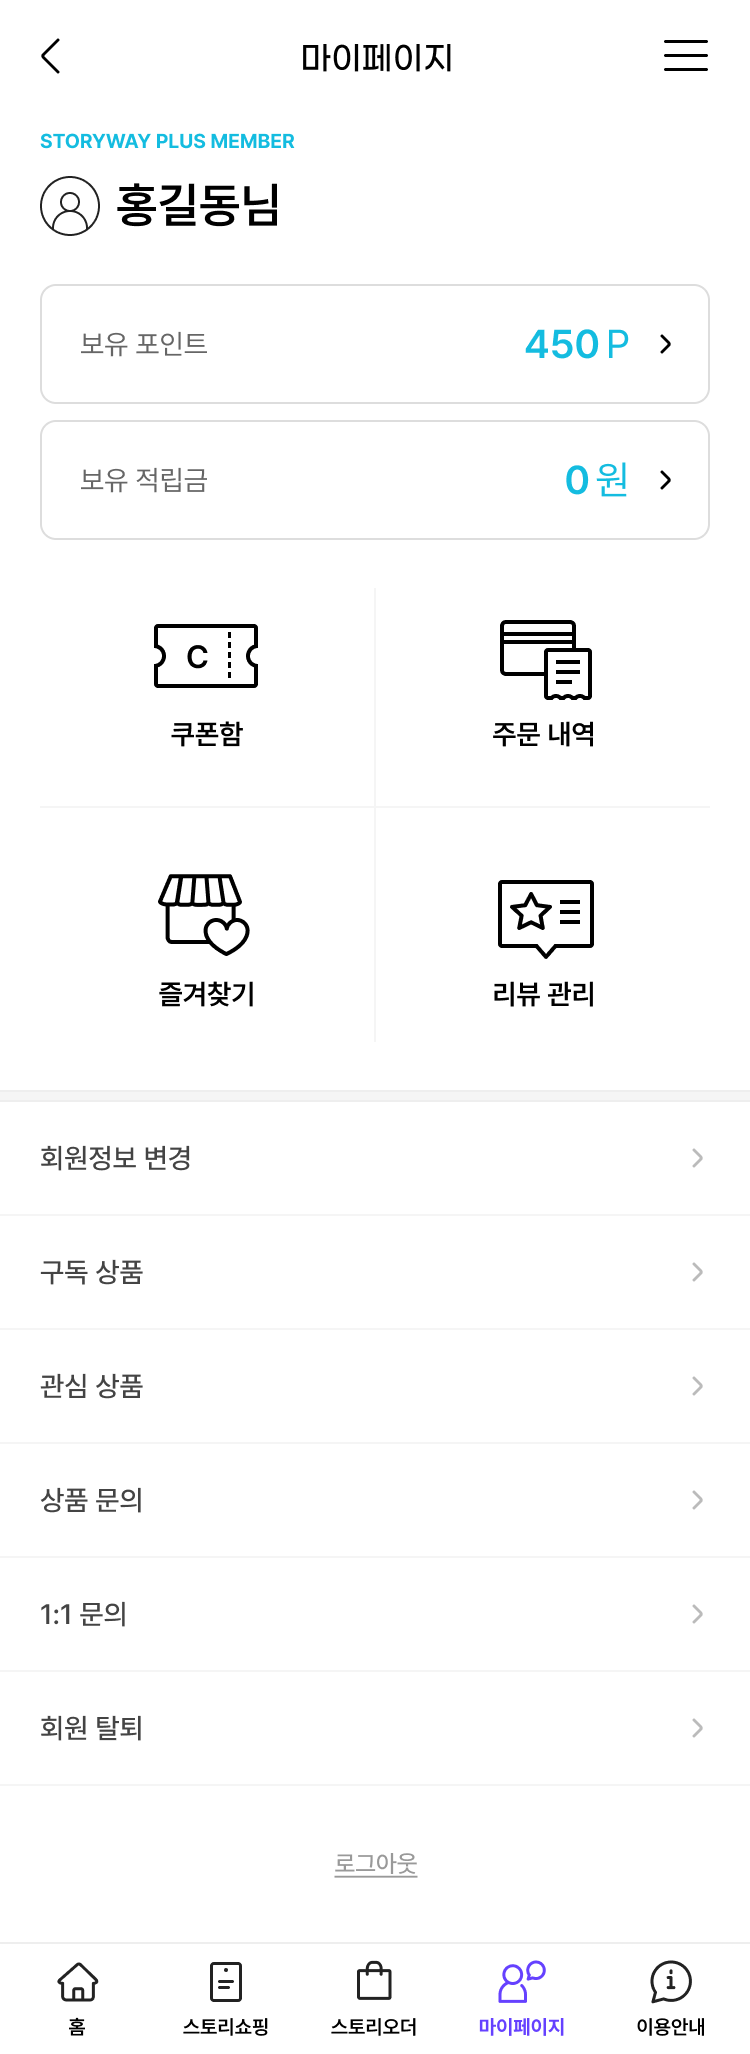 마이페이지
STORYWAY PLUS MEMBER
홍길동님
보유 포인트 450 P
보유 적립금 0 원
C
쿠폰함 주문 내역
즐겨찾기 리뷰 관리
회원정보 변경
구독 상품
관심 상품
상품 문의
1:1 문의
회원 탈퇴
로그아웃
홈 스토리쇼핑 스토리오더 마이페이지 이용안내